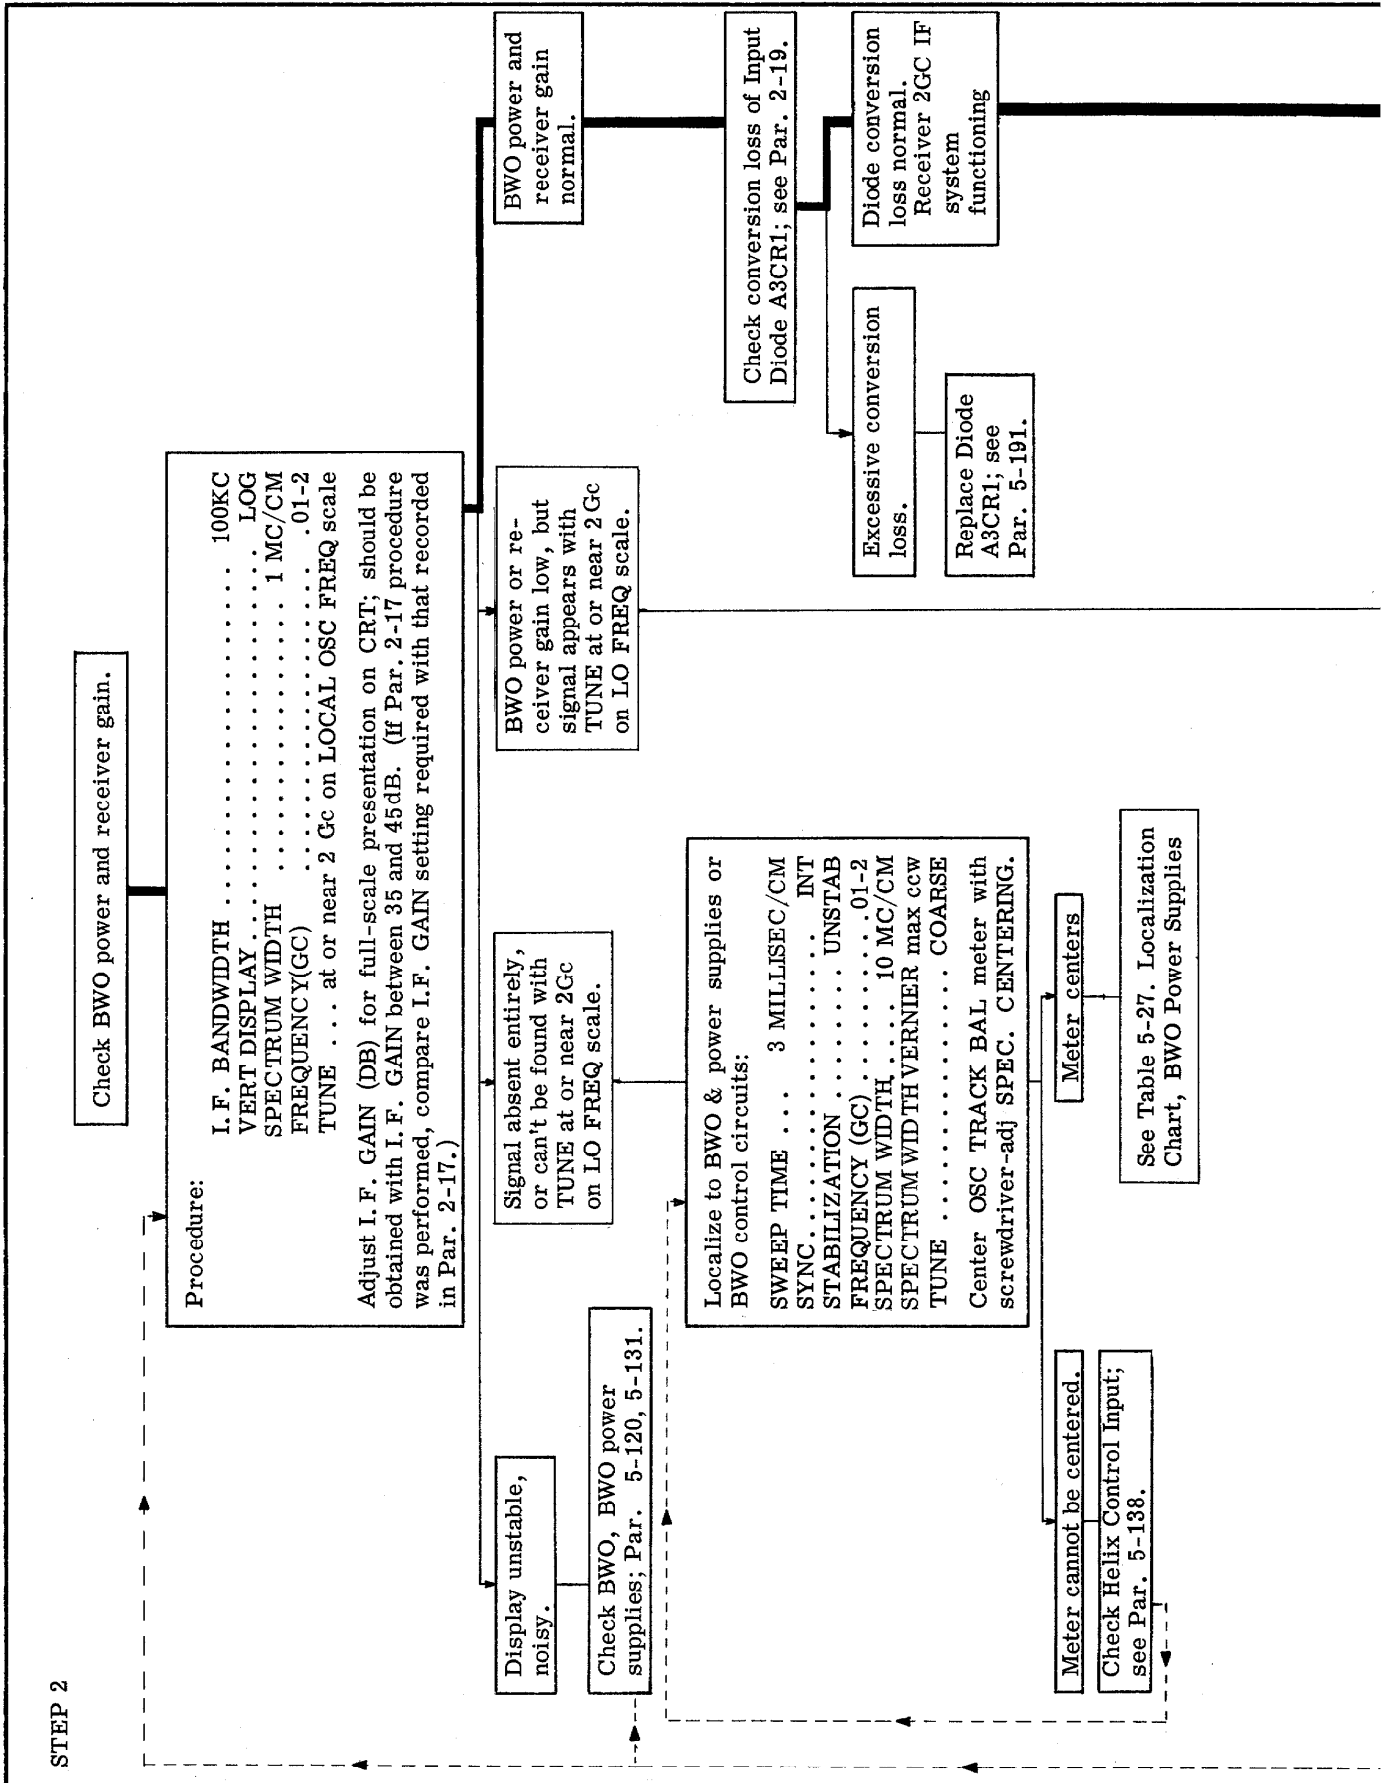 STEP 2
Check BWO power and receiver gain.
Procedure:
I. F. BANDWIDTH . . . . . . . . . . . . . . . . . . . . . . . 100KC
VERT DISPLAY . . . . . . . . . . . . . . . . . . . . . . . . . LOG
SPECTRUM WIDTH . . . . . . . . . . . . . . . . . . . . 1 MC/CM
FREQUENCY(GC) . . . . . . . . . . . . . . . . . . . . . . . .01-2
TUNE . . . at or near 2 Gc on LOCAL OSC FREQ scale
Adjust I. F. GAIN (DB) for full-scale presentation on CRT; should be
obtained with I. F. GAIN between 35 and 45dB. (If Par. 2-17 procedure
was performed, compare I.F. GAIN setting required with that recorded
in Par. 2-17.)
Display unstable,
noisy.
Check BWO, BWO power
supplies; Par. 5-120, 5-131.
Signal absent entirely,
or can't be found with
TUNE at or near 2Gc
on LO FREQ scale.
Localize to BWO & power supplies or
BWO control circuits:
SWEEP TIME . . . 3 MILLISEC/CM
SYNC. . . . . . . . . . . . . . . . . . . . INT
STABILIZATION . . . . . . . UNSTAB
FREQUENCY (GC) . . . . . . . . .01-2
SPECTRUM WIDTH. . . . 10 MC/CM
SPECTRUM WIDTH VERNIER max ccw
TUNE . . . . . . . . . . . . . . . COARSE
Center OSC TRACK BAL meter with
screwdriver-adj SPEC. CENTERING.
Meter cannot be centered.
Check Helix Control Input;
see Par. 5-138.
Meter centers
See Table 5-27. Localization
Chart, BWO Power Supplies
BWO power or re-
ceiver gain low, but
signal appears with
TUNE at or near 2 Gc
on LO FREQ scale.
BWO power and
receiver gain
normal.
Check conversion loss of Input
Diode A3CR1; see Par. 2-19.
Excessive conversion
loss.
Replace Diode
A3CR1; see
Par. 5-191.
Diode conversion
loss normal.
Receiver 2GC IF
system
functioning